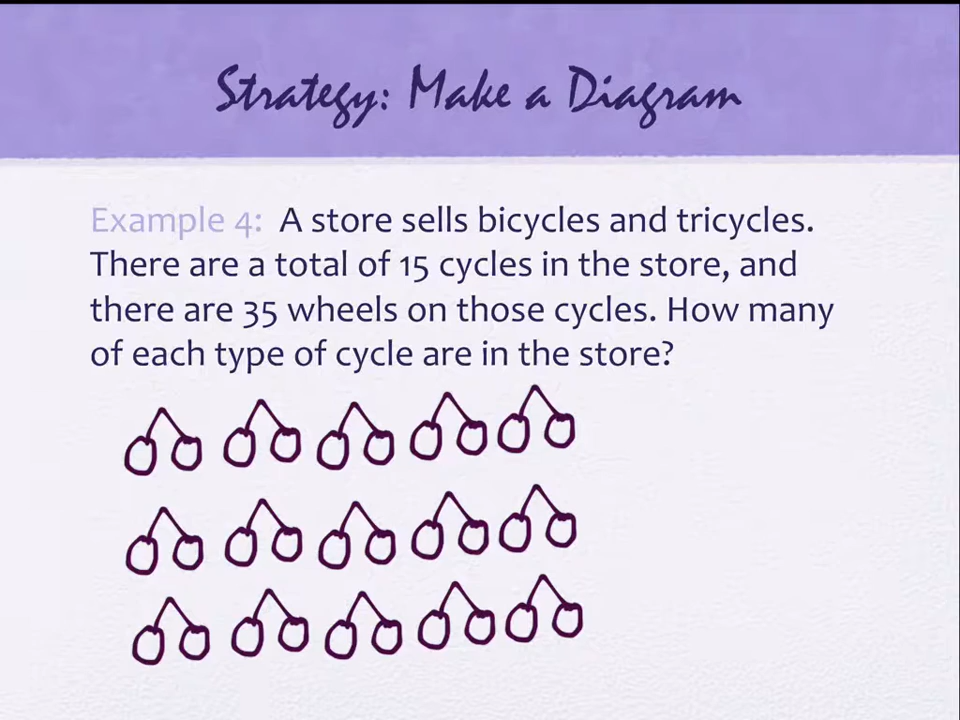 Strategy: Make a Diagram
Example 4: A store sells bicycles and tricycles.
There are a total of 15 cycles in the store, and
there are 35 wheels on those cycles. How many
of each type of cycle are in the store?